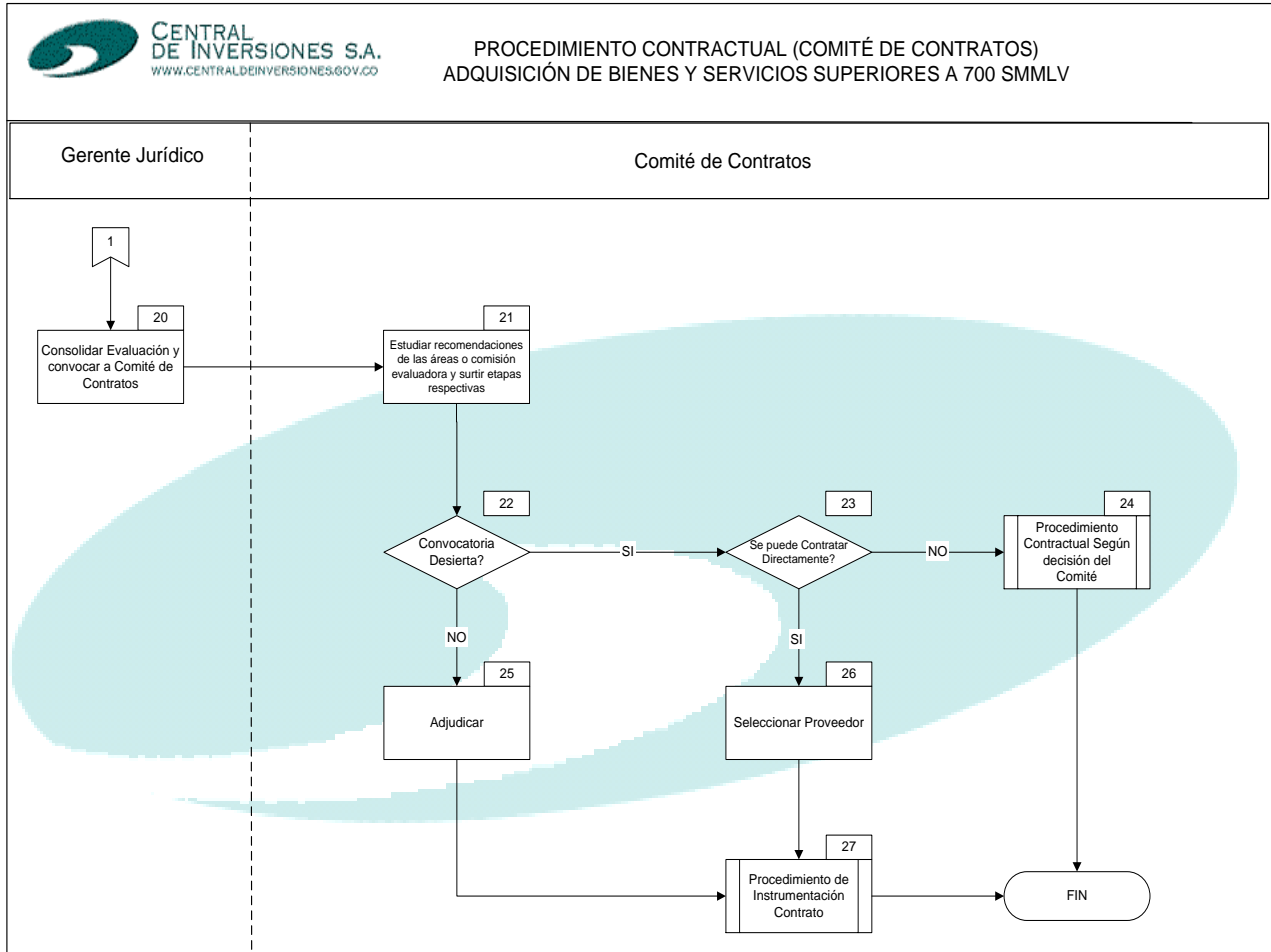 CENTRAL
DE INVERSIONES S.A.
WWW.CENTRALDEINVERSIONES.GOV.CO
PROCEDIMIENTO CONTRACTUAL (COMITÉ DE CONTRATOS)
ADQUISICIÓN DE BIENES Y SERVICIOS SUPERIORES A 700 SMMLV
Gerente Jurídico
Comité de Contratos
1
20
Consolidar Evaluación y
convocar a Comité de
Contratos
21
Estudiar recomendaciones
de las áreas o comisión
evaluadora y surtir etapas
respectivas
22
Convocatoria
Desierta?
SI
23
Se puede Contratar
Directamente?
NO
24
Procedimiento
Contractual Según
decisión del
Comité
NO
SI
25
Adjudicar
26
Seleccionar Proveedor
27
Procedimiento de
Instrumentación
Contrato
FIN